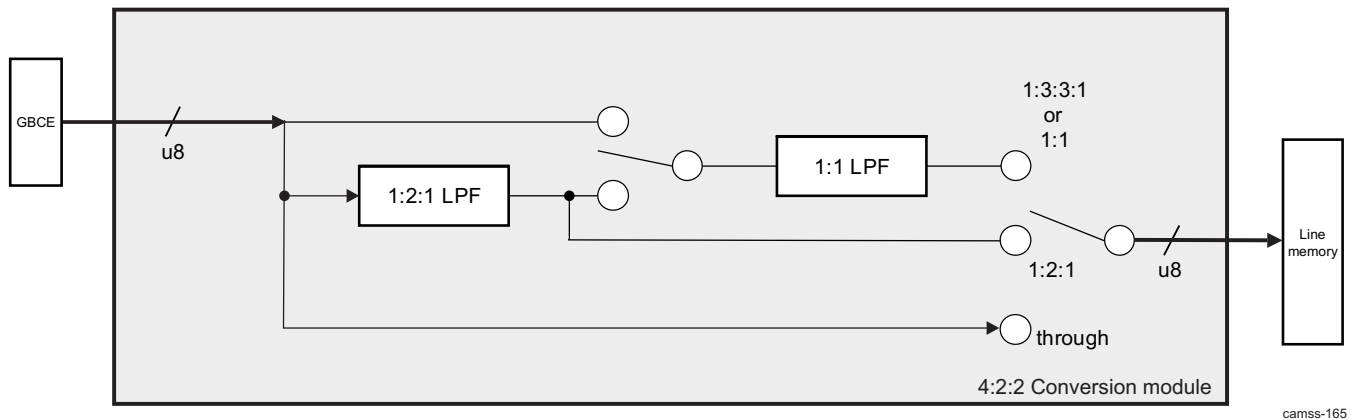 GBCE
u8
1:2:1 LPF
1:1 LPF
1:3:3:1
or
1:1
1:2:1
u8
through
Line
memory
4:2:2 Conversion module
camss-165